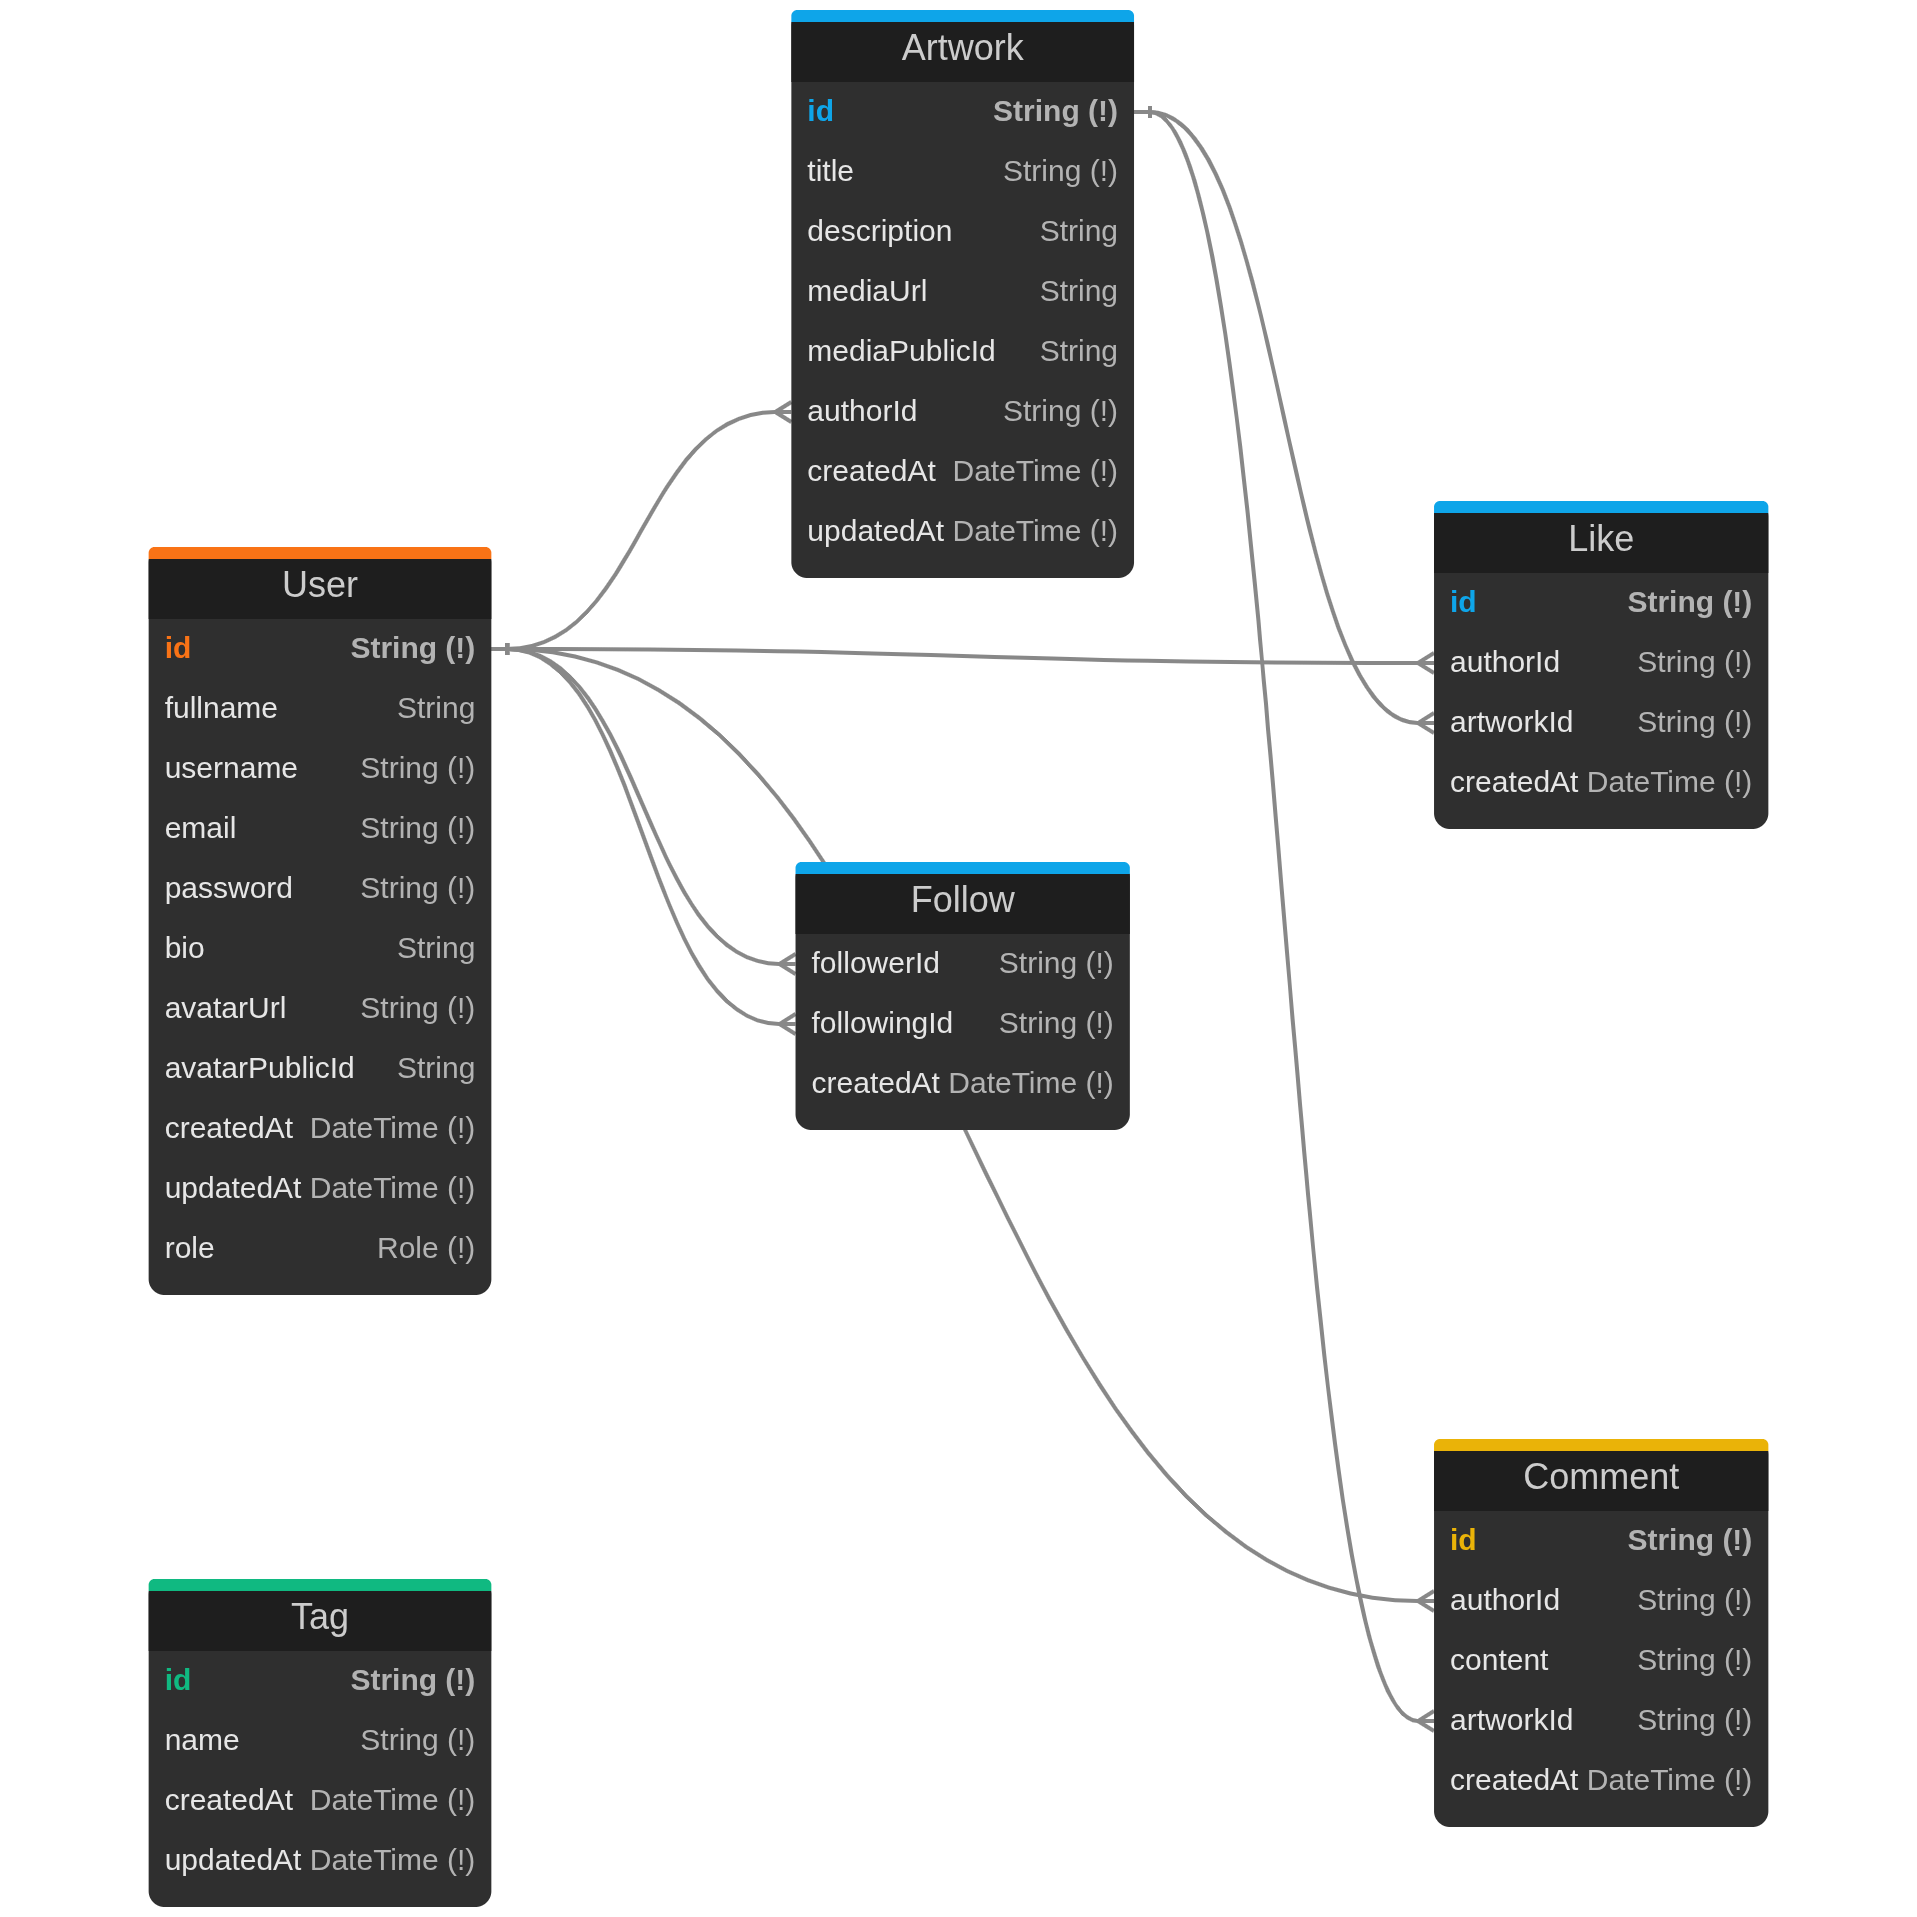 Artwork
id String (!)
title String (!)
description String
mediaUrl String
mediaPublicId String
authorId String (!)
createdAt DateTime (!)
updatedAt DateTime (!)
User
id String (!)
fullname String
username String (!)
email String (!)
password String (!)
bio String
avatarUrl String (!)
avatarPublicId String
createdAt DateTime (!)
updatedAt DateTime (!)
role Role (!)
Like
id String (!)
authorId String (!)
artworkId String (!)
createdAt DateTime (!)
Follow
followerId String (!)
followingId String (!)
createdAt DateTime (!)
Comment
id String (!)
authorId String (!)
content String (!)
artworkId String (!)
createdAt DateTime (!)
Tag
id String (!)
name String (!)
createdAt DateTime (!)
updatedAt DateTime (!)